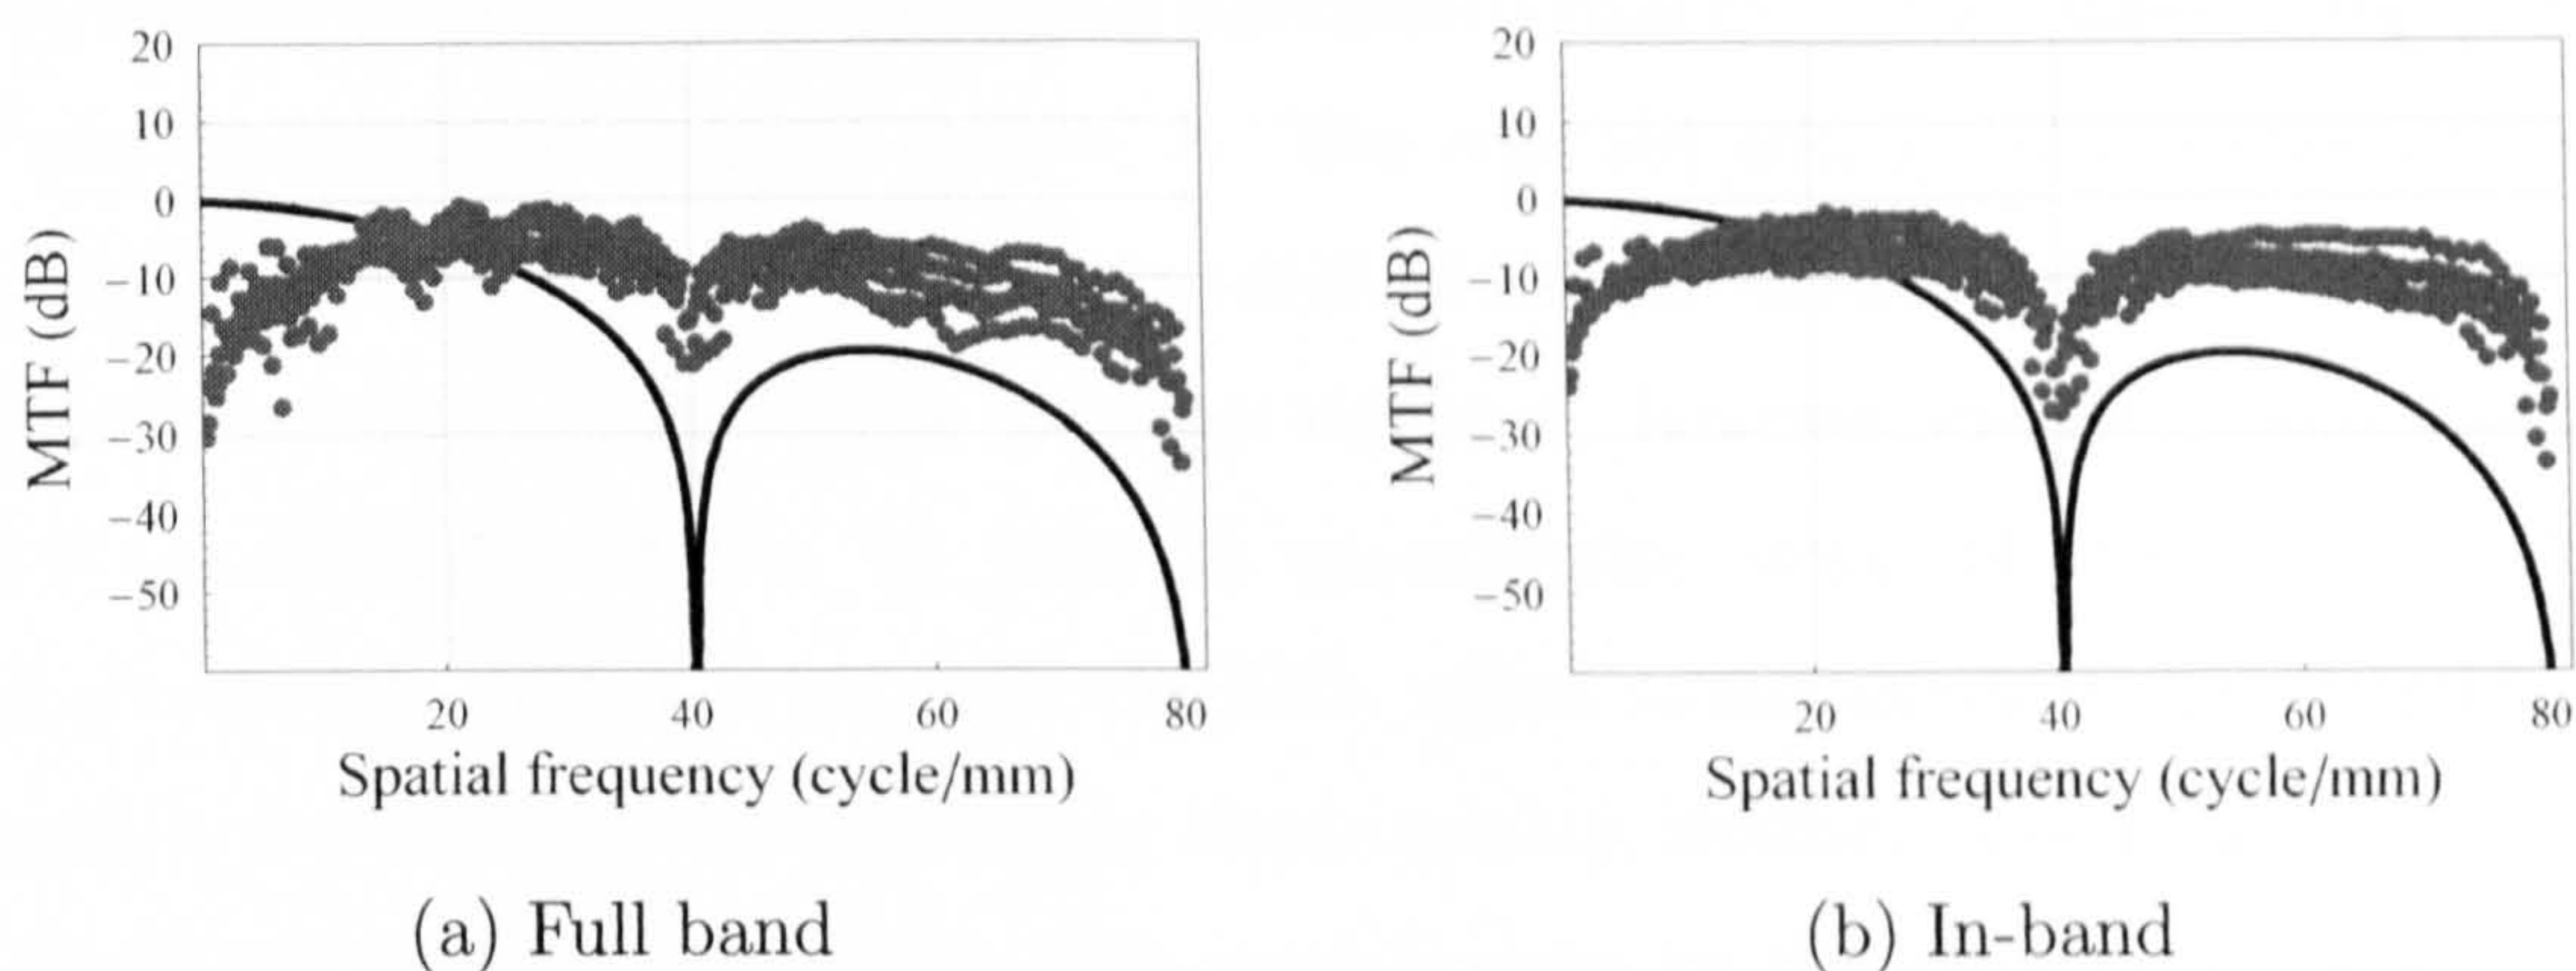 20
10
0
−10
−20
−30
−40
−50
MTF (dB)
20 40 60 80
Spatial frequency (cycle/mm)
(a) Full band
20
10
0
−10
−20
−30
−40
−50
MTF (dB)
20 40 60 80
Spatial frequency (cycle/mm)
(b) In-band